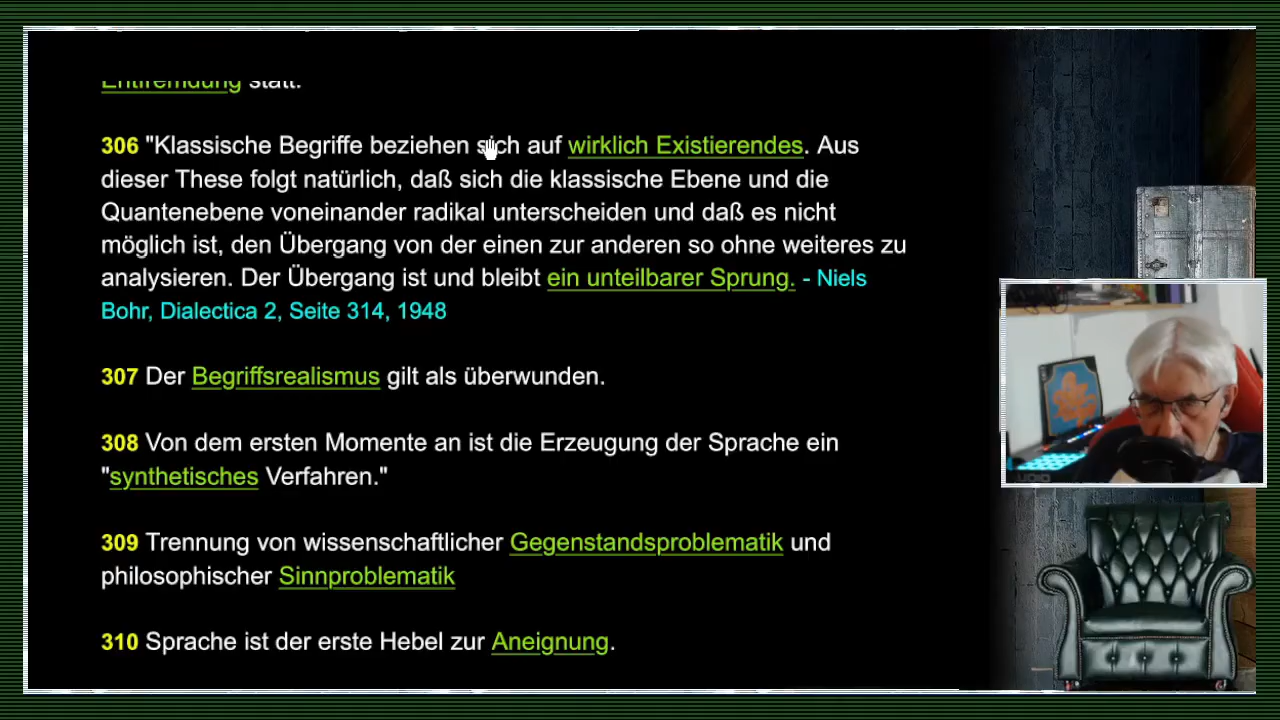 Entfremdung statt.
306 "Klassische Begriffe beziehen sich auf wirklich Existierendes. Aus
dieser These folgt natürlich, daß sich die klassische Ebene und die
Quantenebene voneinander radikal unterscheiden und daß es nicht
möglich ist, den Übergang von der einen zur anderen so ohne weiteres zu
analysieren. Der Übergang ist und bleibt ein unteilbarer Sprung. - Niels
Bohr, Dialectica 2, Seite 314, 1948
307 Der Begriffsrealismus gilt als überwunden.
308 Von dem ersten Momente an ist die Erzeugung der Sprache ein
"synthetisches Verfahren."
309 Trennung von wissenschaftlicher Gegenstandsproblematik und
philosophischer Sinnproblematik
310 Sprache ist der erste Hebel zur Aneignung.